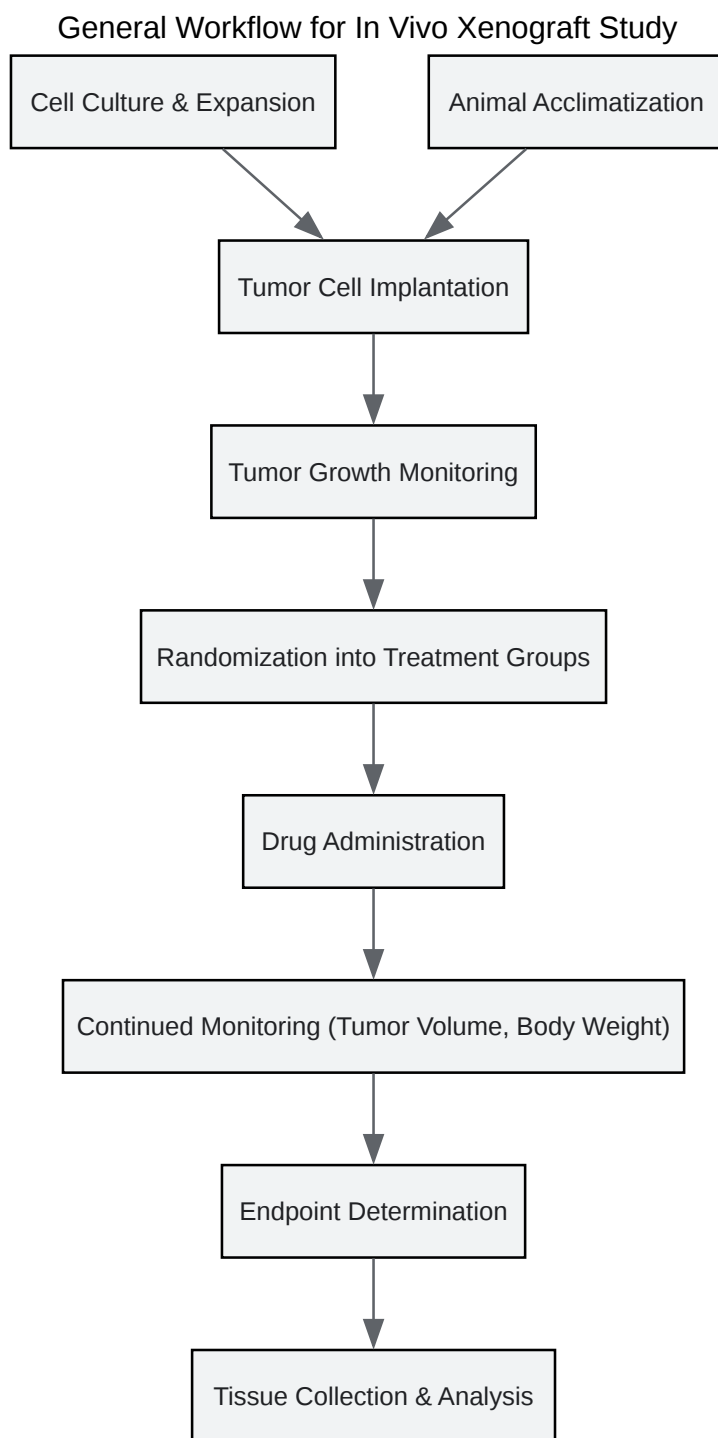 General Workflow for In Vivo Xenograft Study
Cell Culture & Expansion
Animal Acclimatization
Tumor Cell Implantation
Tumor Growth Monitoring
Randomization into Treatment Groups
Drug Administration
Continued Monitoring (Tumor Volume, Body Weight)
Endpoint Determination
Tissue Collection & Analysis